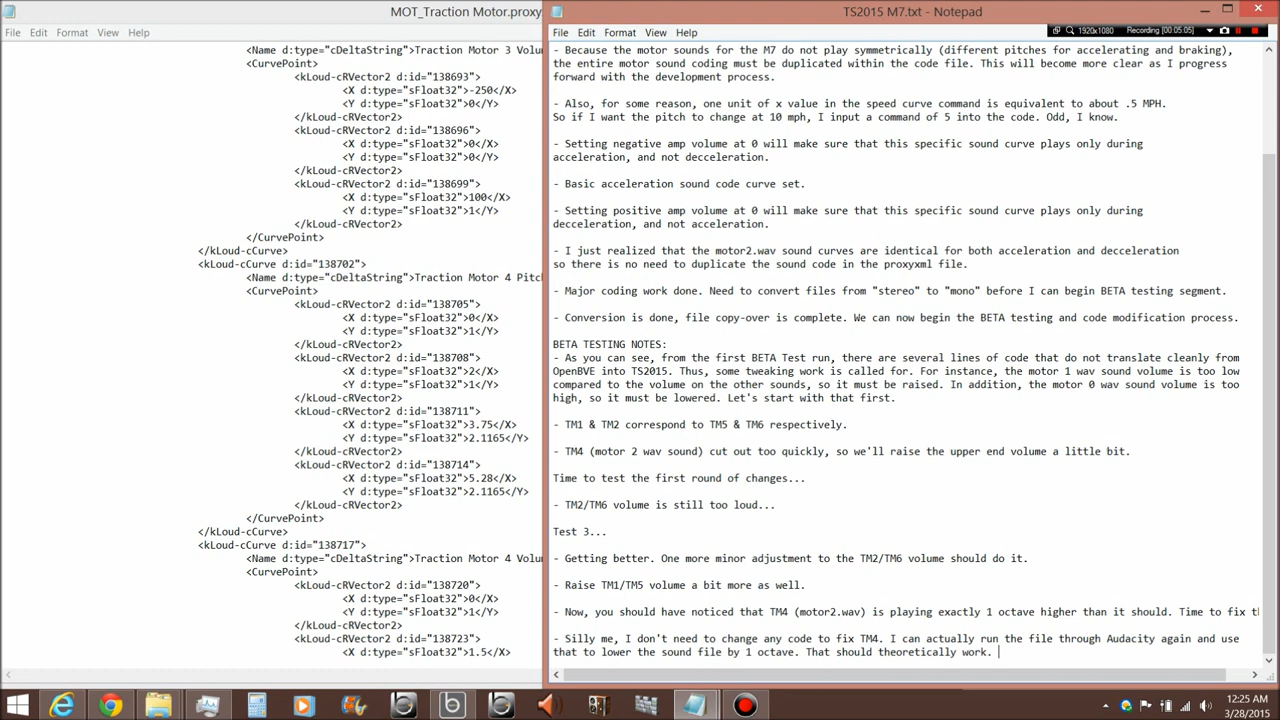 MOT_Traction Motor.proxy
File Edit Format View Help
<Name d:type="cDeltaString">Traction Motor 3 Volu
<CurvePoint>
<kLoud-cRVector2 d:id="138693">
<X d:type="sFloat32">-250</X>
<Y d:type="sFloat32">0</Y>
</kLoud-cRVector2>
<kLoud-cRVector2 d:id="138696">
<X d:type="sFloat32">0</X>
<Y d:type="sFloat32">0</Y>
</kLoud-cRVector2>
<kLoud-cRVector2 d:id="138699">
<X d:type="sFloat32">100</X>
<Y d:type="sFloat32">1</Y>
</kLoud-cRVector2>
</CurvePoint>
</kLoud-cCurve>
<kLoud-cCurve d:id="138702">
<Name d:type="cDeltaString">Traction Motor 4 Pitc
<CurvePoint>
<kLoud-cRVector2 d:id="138705">
<X d:type="sFloat32">0</X>
<Y d:type="sFloat32">1</Y>
</kLoud-cRVector2>
<kLoud-cRVector2 d:id="138708">
<X d:type="sFloat32">2</X>
<Y d:type="sFloat32">1</Y>
</kLoud-cRVector2>
<kLoud-cRVector2 d:id="138711">
<X d:type="sFloat32">3.75</X>
<Y d:type="sFloat32">2.1165</Y>
</kLoud-cRVector2>
<kLoud-cRVector2 d:id="138714">
<X d:type="sFloat32">5.28</X>
<Y d:type="sFloat32">2.1165</Y>
</kLoud-cRVector2>
</CurvePoint>
</kLoud-cCurve>
<kLoud-cCurve d:id="138717">
<Name d:type="cDeltaString">Traction Motor 4 Volu
<CurvePoint>
<kLoud-cRVector2 d:id="138720">
<X d:type="sFloat32">0</X>
<Y d:type="sFloat32">1</Y>
</kLoud-cRVector2>
<kLoud-cRVector2 d:id="138723">
<X d:type="sFloat32">1.5</X>
TS2015 M7.txt - Notepad
File Edit Format View Help
1920x1080 Recording [00:05:05]
- Because the motor sounds for the M7 do not play symmetrically (different pitches for accelerating and braking),
the entire motor sound coding must be duplicated within the code file. This will become more clear as I progress
forward with the development process.
- Also, for some reason, one unit of x value in the speed curve command is equivalent to about .5 MPH.
So if I want the pitch to change at 10 mph, I input a command of 5 into the code. Odd, I know.
- Setting negative amp volume at 0 will make sure that this specific sound curve plays only during
acceleration, and not decceleration.
- Basic acceleration sound code curve set.
- Setting positive amp volume at 0 will make sure that this specific sound curve plays only during
decceleration, and not acceleration.
- I just realized that the motor2.wav sound curves are identical for both acceleration and decceleration
so there is no need to duplicate the sound code in the proxyxml file.
- Major coding work done. Need to convert files from "stereo" to "mono" before I can begin BETA testing segment.
- Conversion is done, file copy-over is complete. We can now begin the BETA testing and code modification process.
BETA TESTING NOTES:
- As you can see, from the first BETA Test run, there are several lines of code that do not translate cleanly from
OpenBVE into TS2015. Thus, some tweaking work is called for. For instance, the motor 1 wav sound volume is too low
compared to the volume on the other sounds, so it must be raised. In addition, the motor 0 wav sound volume is too
high, so it must be lowered. Let's start with that first.
- TM1 & TM2 correspond to TM5 & TM6 respectively.
- TM4 (motor 2 wav sound) cut out too quickly, so we'll raise the upper end volume a little bit.
Time to test the first round of changes...
- TM2/TM6 volume is still too loud...
Test 3...
- Getting better. One more minor adjustment to the TM2/TM6 volume should do it.
- Raise TM1/TM5 volume a bit more as well.
- Now, you should have noticed that TM4 (motor2.wav) is playing exactly 1 octave higher than it should. Time to fix t
- Silly me, I don't need to change any code to fix TM4. I can actually run the file through Audacity again and use
that to lower the sound file by 1 octave. That should theoretically work.
12:25 AM
3/28/2015